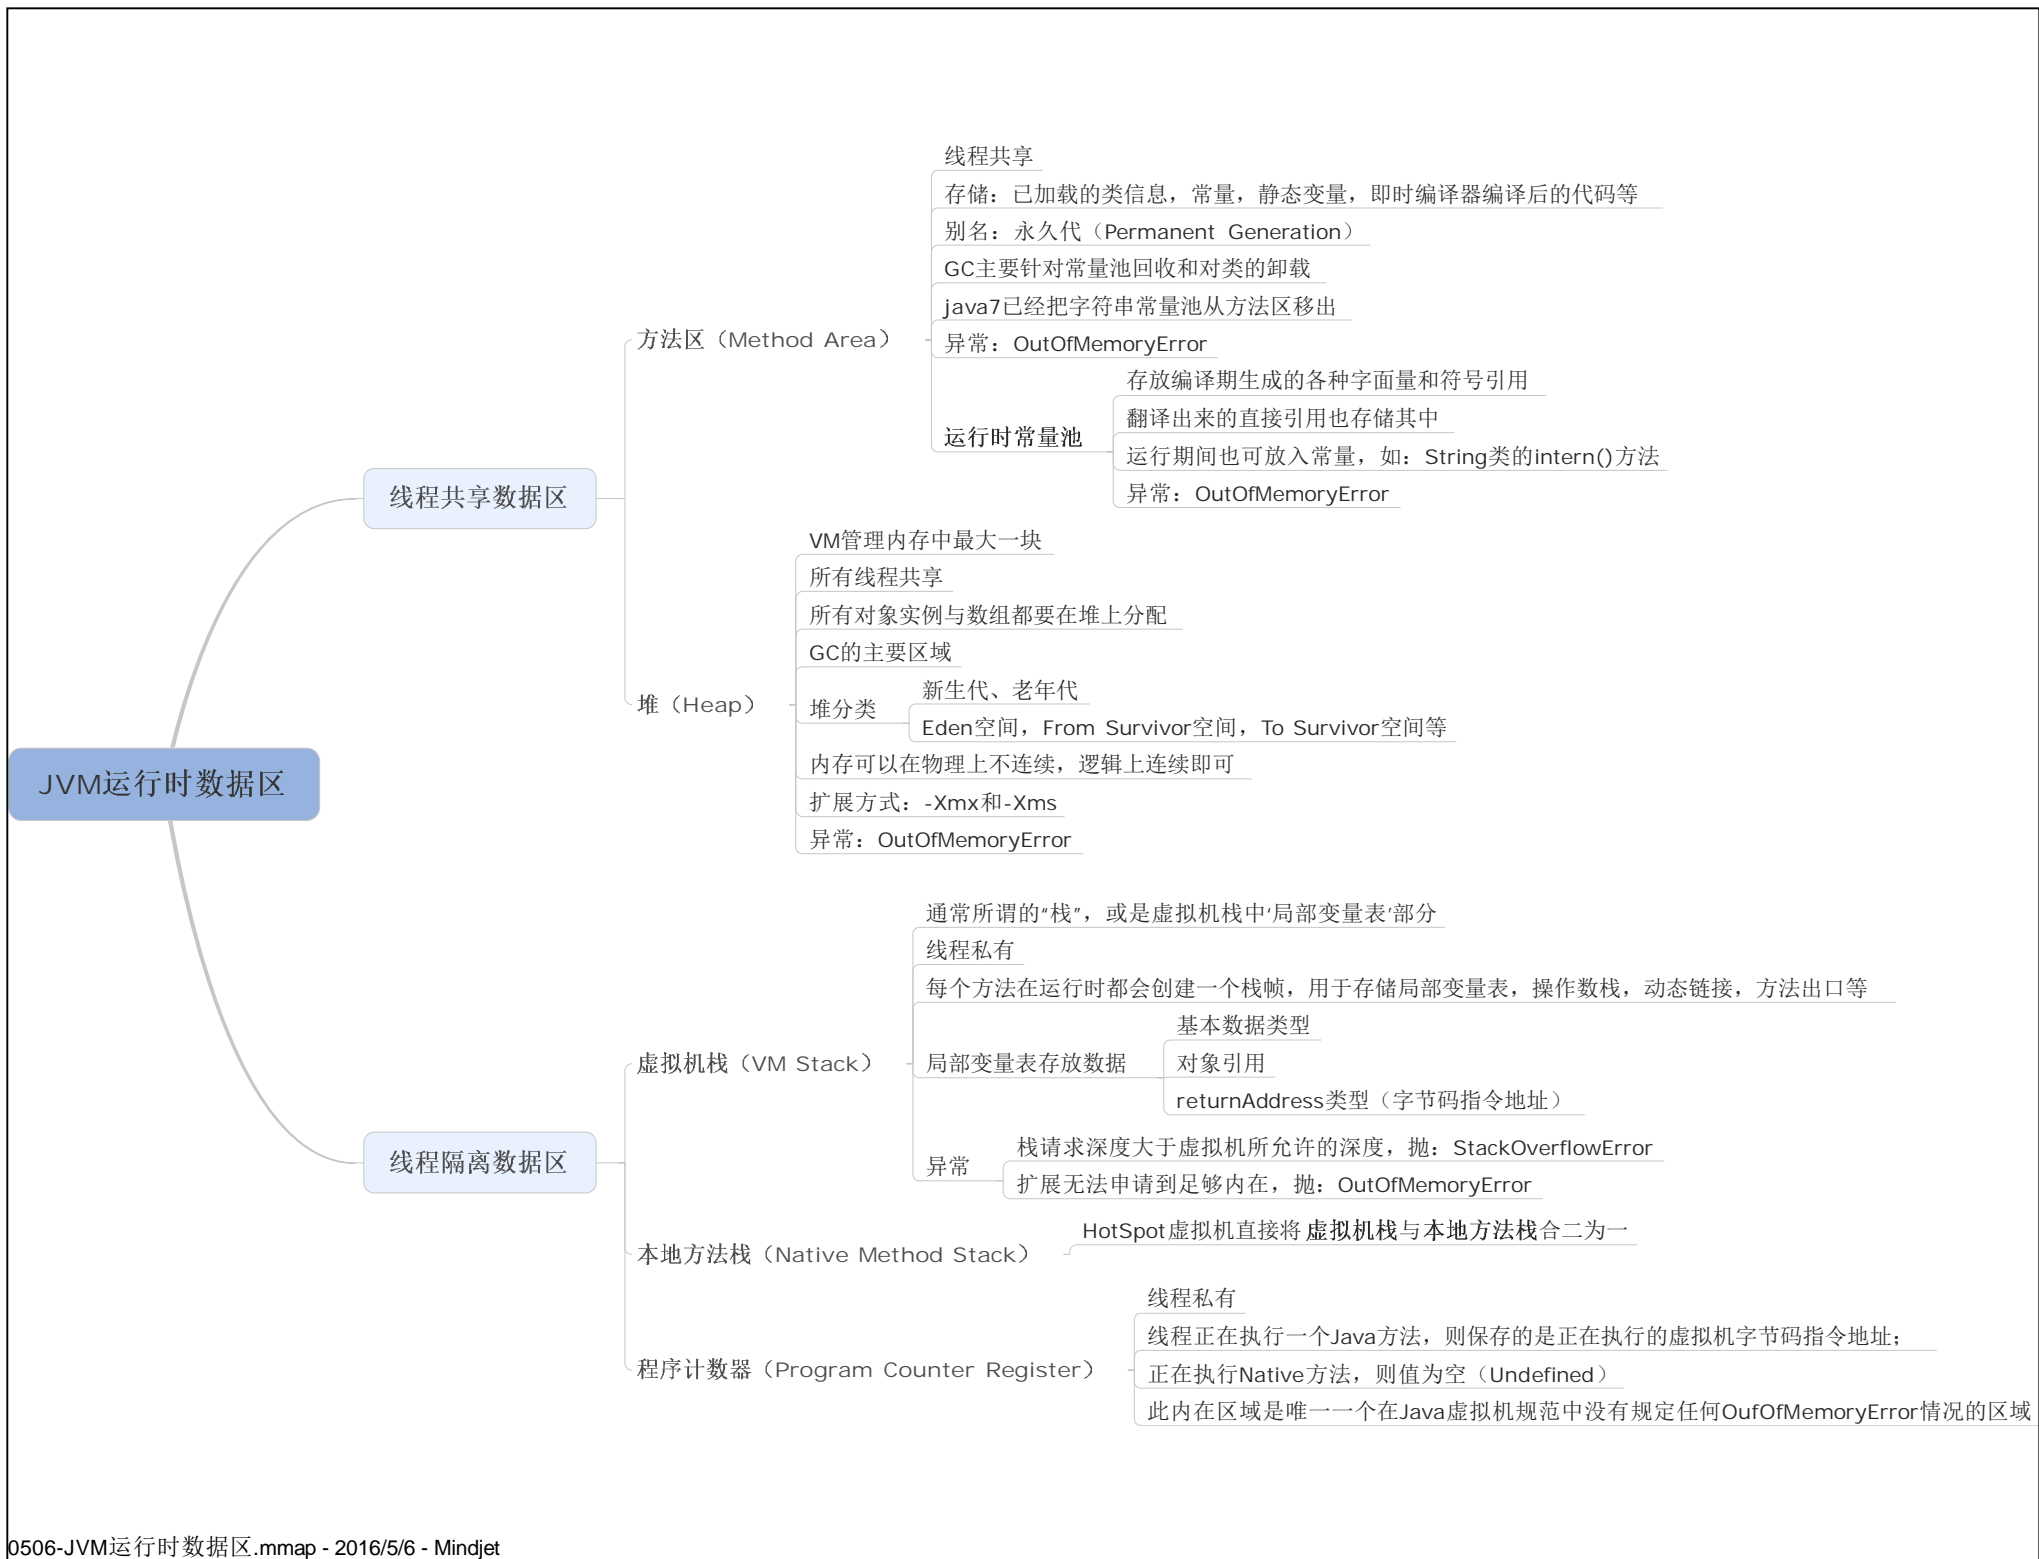 JVM运行时数据区
线程共享数据区
方法区（Method Area）
线程共享
存储：已加载的类信息，常量，静态变量，即时编译器编译后的代码等
别名：永久代（Permanent Generation）
GC主要针对常量池回收和对类的卸载
java7已经把字符串常量池从方法区移出
异常：OutOfMemoryError
运行时常量池
存放编译期生成的各种字面量和符号引用
翻译出来的直接引用也存储其中
运行期间也可放入常量，如：String类的intern()方法
异常：OutOfMemoryError
堆（Heap）
VM管理内存中最大一块
所有线程共享
所有对象实例与数组都要在堆上分配
GC的主要区域
堆分类
新生代、老年代
Eden空间，From Survivor空间，To Survivor空间等
内存可以在物理上不连续，逻辑上连续即可
扩展方式：-Xmx和-Xms
异常：OutOfMemoryError
线程隔离数据区
虚拟机栈（VM Stack）
通常所谓的“栈”，或是虚拟机栈中‘局部变量表’部分
线程私有
每个方法在运行时都会创建一个栈帧，用于存储局部变量表，操作数栈，动态链接，方法出口等
局部变量表存放数据
基本数据类型
对象引用
returnAddress类型（字节码指令地址）
异常
栈请求深度大于虚拟机所允许的深度，抛：StackOverflowError
扩展无法申请到足够内在，抛：OutOfMemoryError
本地方法栈（Native Method Stack）
HotSpot虚拟机直接将虚拟机栈与本地方法栈合二为一
程序计数器（Program Counter Register）
线程私有
线程正在执行一个Java方法，则保存的是正在执行的虚拟机字节码指令地址；
正在执行Native方法，则值为空（Undefined）
此内在区域是唯一一个在Java虚拟机规范中没有规定任何OufOfMemoryError情况的区域
0506-JVM运行时数据区.mmap - 2016/5/6 - Mindjet